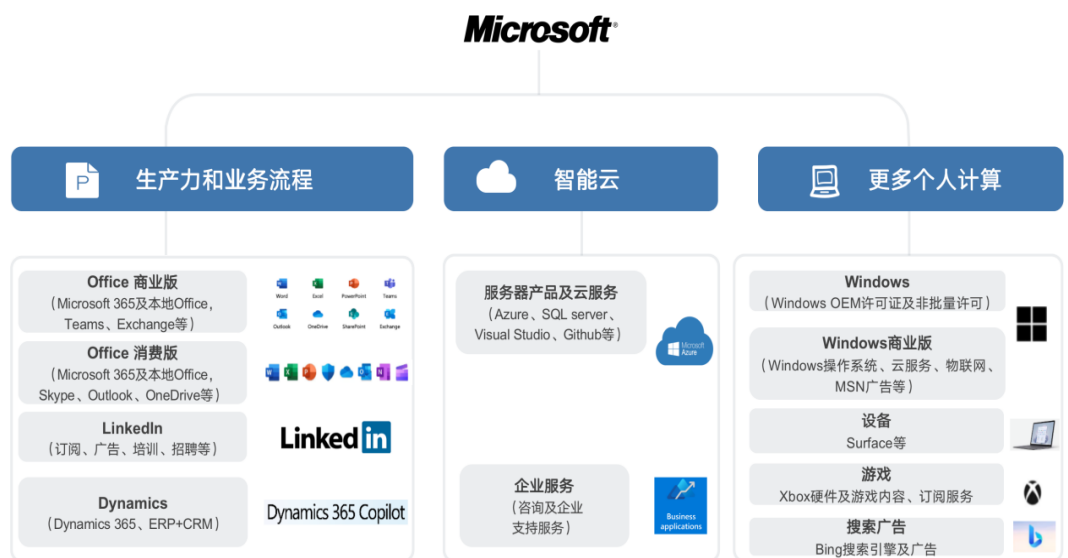 Microsoft
生产力和业务流程
Office 商业版
（Microsoft 365及本地Office，
Teams、Exchange等）
Word Excel PowerPoint Teams
Outlook OneDrive SharePoint Exchange
Office 消费版
（Microsoft 365及本地Office，
Skype、Outlook、OneDrive等）
LinkedIn
（订阅、广告、培训、招聘等）
LinkedIn
Dynamics
（Dynamics 365、ERP+CRM）
Dynamics 365 Copilot
智能云
服务器产品及云服务
（Azure、SQL server、
Visual Studio、Github等）
Microsoft
Azure
企业服务
（咨询及企业
支持服务）
Business
applications
更多个人计算
Windows
（Windows OEM许可证及非批量许可）
Windows商业版
（Windows操作系统、云服务、物联网、
MSN广告等）
设备
Surface等
游戏
Xbox硬件及游戏内容、订阅服务
搜索广告
Bing搜索引擎及广告